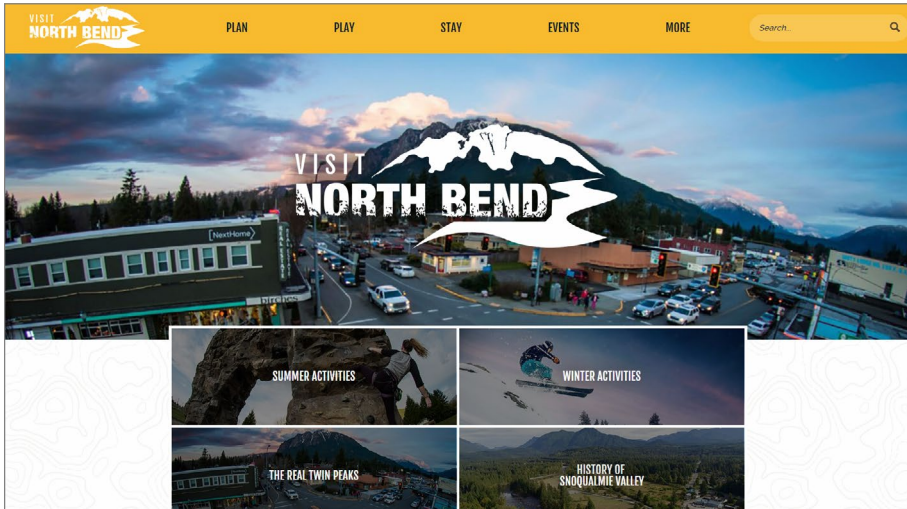 VISIT
NORTH BEND
PLAN
PLAY
STAY
EVENTS
MORE
Search...
VISIT
NORTH BEND
NextHome
birches
SUMMER ACTIVITIES
WINTER ACTIVITIES
THE REAL TWIN PEAKS
HISTORY OF
SNOQUALMIE VALLEY